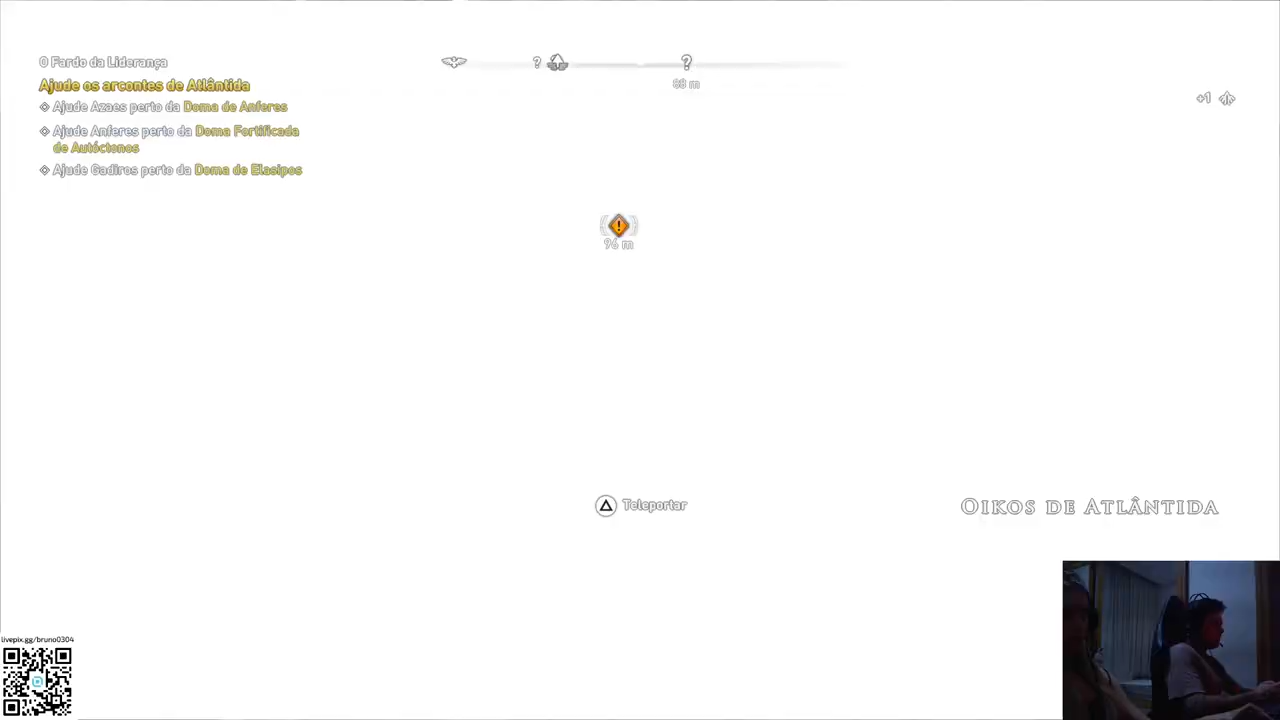 O Fardo da Liderança
Ajude os arcontes de Atlântida
Ajude Azaes perto da Doma de Anferes
Ajude Anferes perto da Doma Fortificada
de Autóctonos
Ajude Gadiros perto da Doma de Elasipos
?
?
68 m
+1
!
96 m
Teleportar
OIKOS DE ATLÂNTIDA
livepix.gg/bruno0304